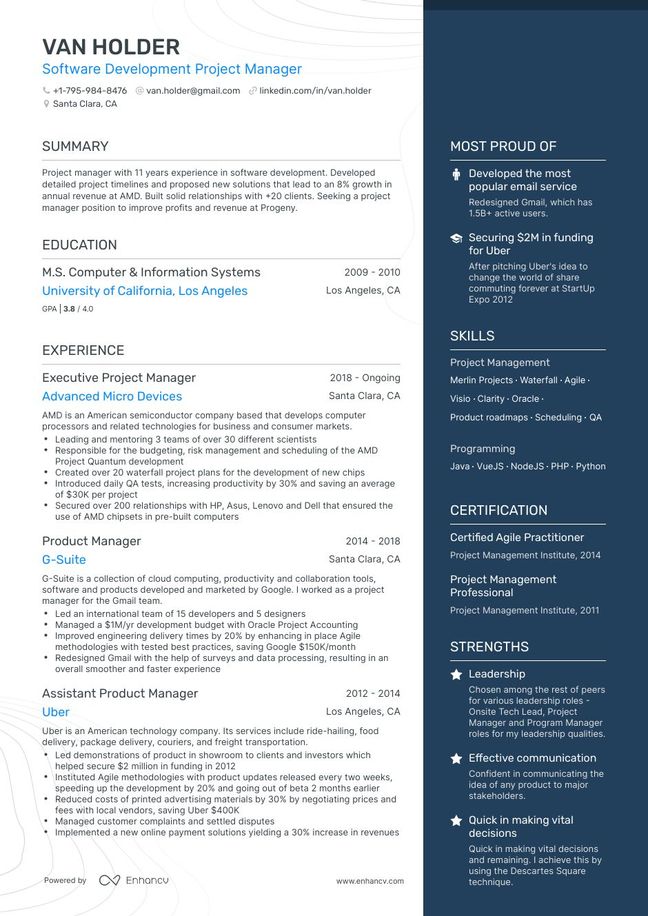 VAN HOLDER
Software Development Project Manager
+1-795-984-8476 van.holder@gmail.com linkedin.com/in/van.holder
Santa Clara, CA
SUMMARY
Project manager with 11 years experience in software development. Developed
detailed project timelines and proposed new solutions that lead to an 8% growth in
annual revenue at AMD. Built solid relationships with +20 clients. Seeking a project
manager position to improve profits and revenue at Progeny.
EDUCATION
M.S. Computer & Information Systems 2009 - 2010
University of California, Los Angeles Los Angeles, CA
GPA | 3.8 / 4.0
EXPERIENCE
Executive Project Manager 2018 - Ongoing
Advanced Micro Devices Santa Clara, CA
AMD is an American semiconductor company based that develops computer
processors and related technologies for business and consumer markets.
• Leading and mentoring 3 teams of over 30 different scientists
• Responsible for the budgeting, risk management and scheduling of the AMD
Project Quantum development
• Created over 20 waterfall project plans for the development of new chips
• Introduced daily QA tests, increasing productivity by 30% and saving an average
of $30K per project
• Secured over 200 relationships with HP, Asus, Lenovo and Dell that ensured the
use of AMD chipsets in pre-built computers
Product Manager 2014 - 2018
G-Suite Santa Clara, CA
G-Suite is a collection of cloud computing, productivity and collaboration tools,
software and products developed and marketed by Google. I worked as a project
manager for the Gmail team.
• Led an international team of 15 developers and 5 designers
• Managed a $1M/yr development budget with Oracle Project Accounting
• Improved engineering delivery times by 20% by enhancing in place Agile
methodologies with tested best practices, saving Google $150K/month
• Redesigned Gmail with the help of surveys and data processing, resulting in an
overall smoother and faster experience
Assistant Product Manager 2012 - 2014
Uber Los Angeles, CA
Uber is an American technology company. Its services include ride-hailing, food
delivery, package delivery, couriers, and freight transportation.
• Led demonstrations of product in showroom to clients and investors which
helped secure $2 million in funding in 2012
• Instituted Agile methodologies with product updates released every two weeks,
speeding up the development by 20% and going out of beta 2 months earlier
• Reduced costs of printed advertising materials by 30% by negotiating prices and
fees with local vendors, saving Uber $400K
• Managed customer complaints and settled disputes
• Implemented a new online payment solutions yielding a 30% increase in revenues
Powered by Enhancv www.enhancv.com
MOST PROUD OF
Developed the most
popular email service
Redesigned Gmail, which has
1.5B+ active users.
Securing $2M in funding
for Uber
After pitching Uber's idea to
change the world of share
commuting forever at StartUp
Expo 2012
SKILLS
Project Management
Merlin Projects · Waterfall · Agile ·
Visio · Clarity · Oracle ·
Product roadmaps · Scheduling · QA
Programming
Java · VueJS · NodeJS · PHP · Python
CERTIFICATION
Certified Agile Practitioner
Project Management Institute, 2014
Project Management
Professional
Project Management Institute, 2011
STRENGTHS
Leadership
Chosen among the rest of peers
for various leadership roles -
Onsite Tech Lead, Project
Manager and Program Manager
roles for my leadership qualities.
Effective communication
Confident in communicating the
idea of any product to major
stakeholders.
Quick in making vital
decisions
Quick in making vital decisions
and remaining. I achieve this by
using the Descartes Square
technique.